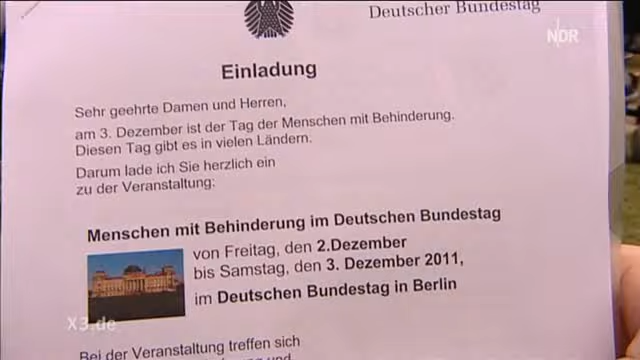 Deutscher Bundestag
NDR
Einladung
Sehr geehrte Damen und Herren,
am 3. Dezember ist der Tag der Menschen mit Behinderung.
Diesen Tag gibt es in vielen Ländern.
Darum lade ich Sie herzlich ein
zu der Veranstaltung:
Menschen mit Behinderung im Deutschen Bundestag
von Freitag, den 2.Dezember
bis Samstag, den 3. Dezember 2011,
im Deutschen Bundestag in Berlin
X3.de
Bei der Veranstaltung treffen sich
und